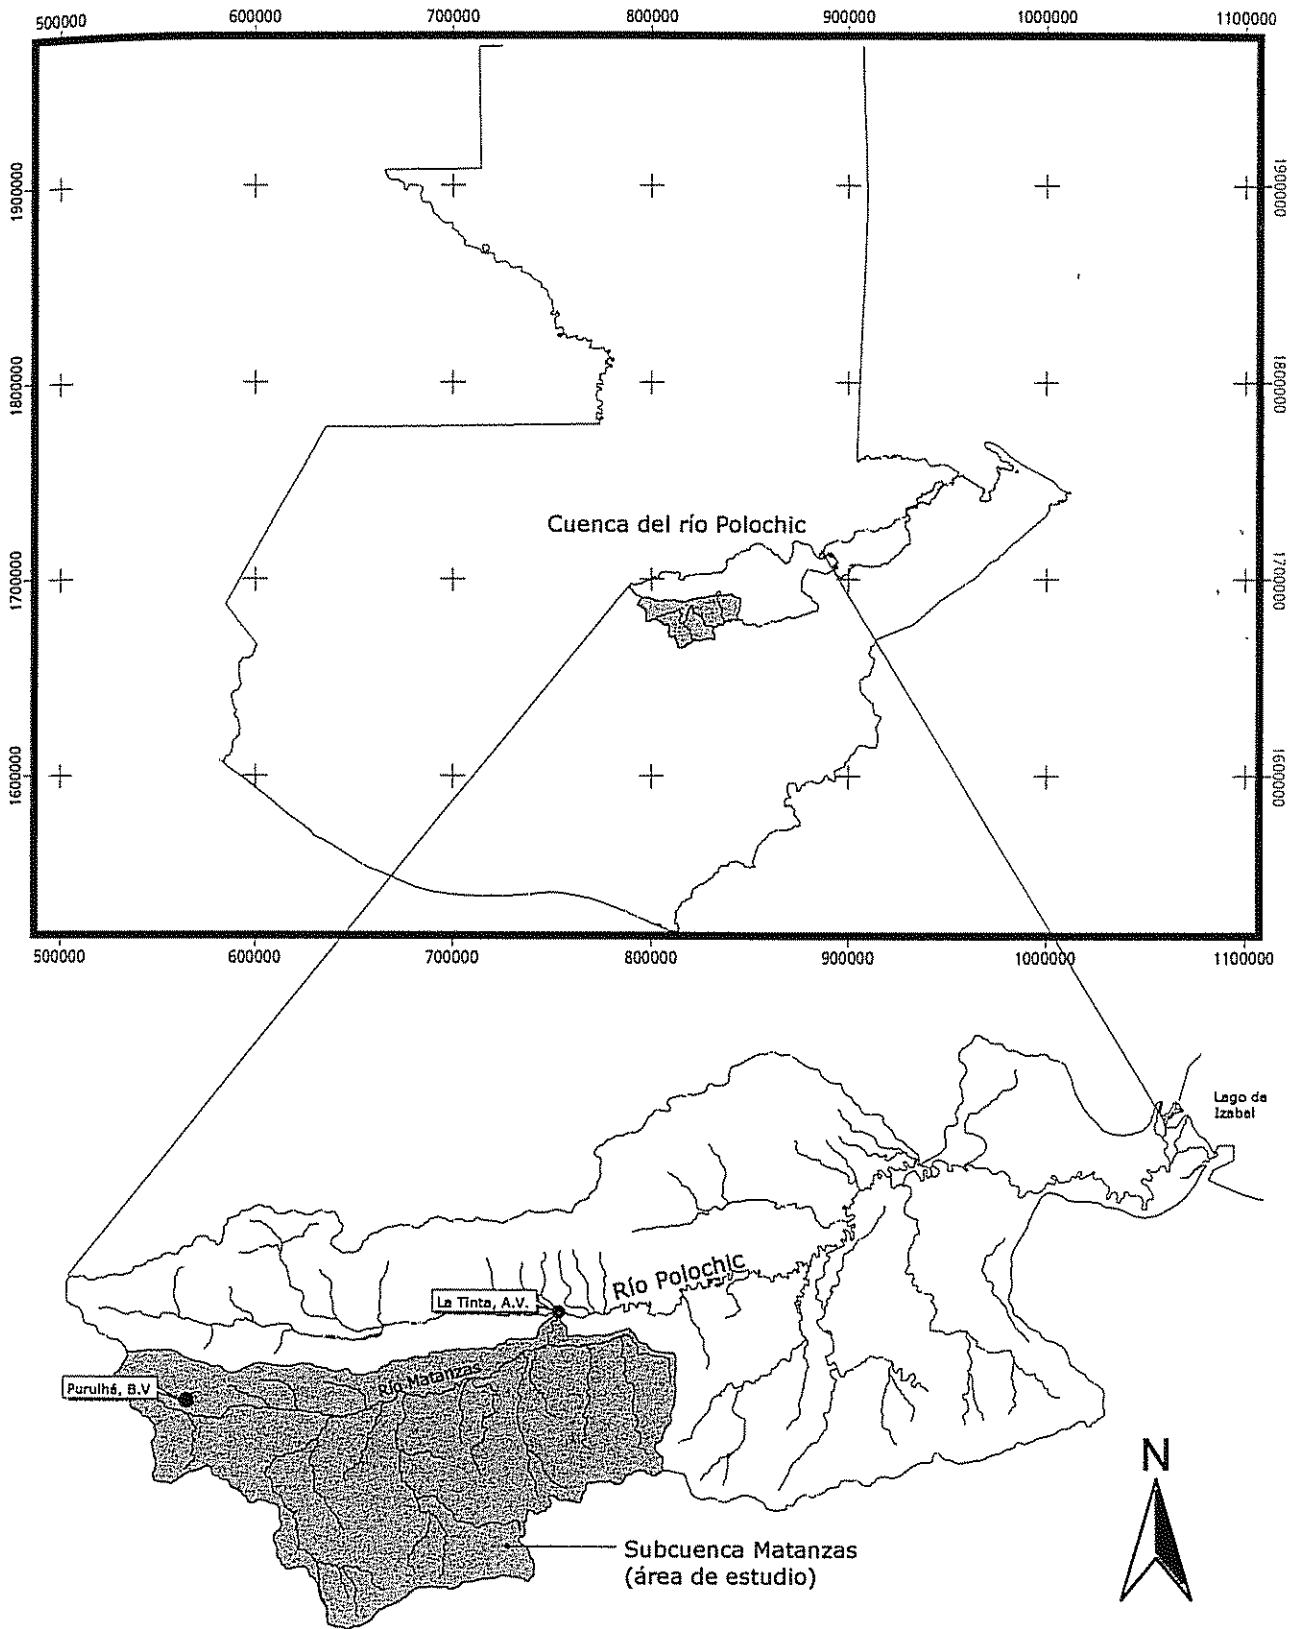 500000 600000 700000 800000 900000 1000000 1100000
1900000 1900000
1800000 1800000
Cuenca del río Polochic
1700000 1700000
1600000 1600000
500000 600000 700000 800000 900000 1000000 1100000
Lago de
Izabal
Río Polochic
La Tinta, A.V.
Río Matanzas
Purulhá, B.V
N
Subcuenca Matanzas
(área de estudio)